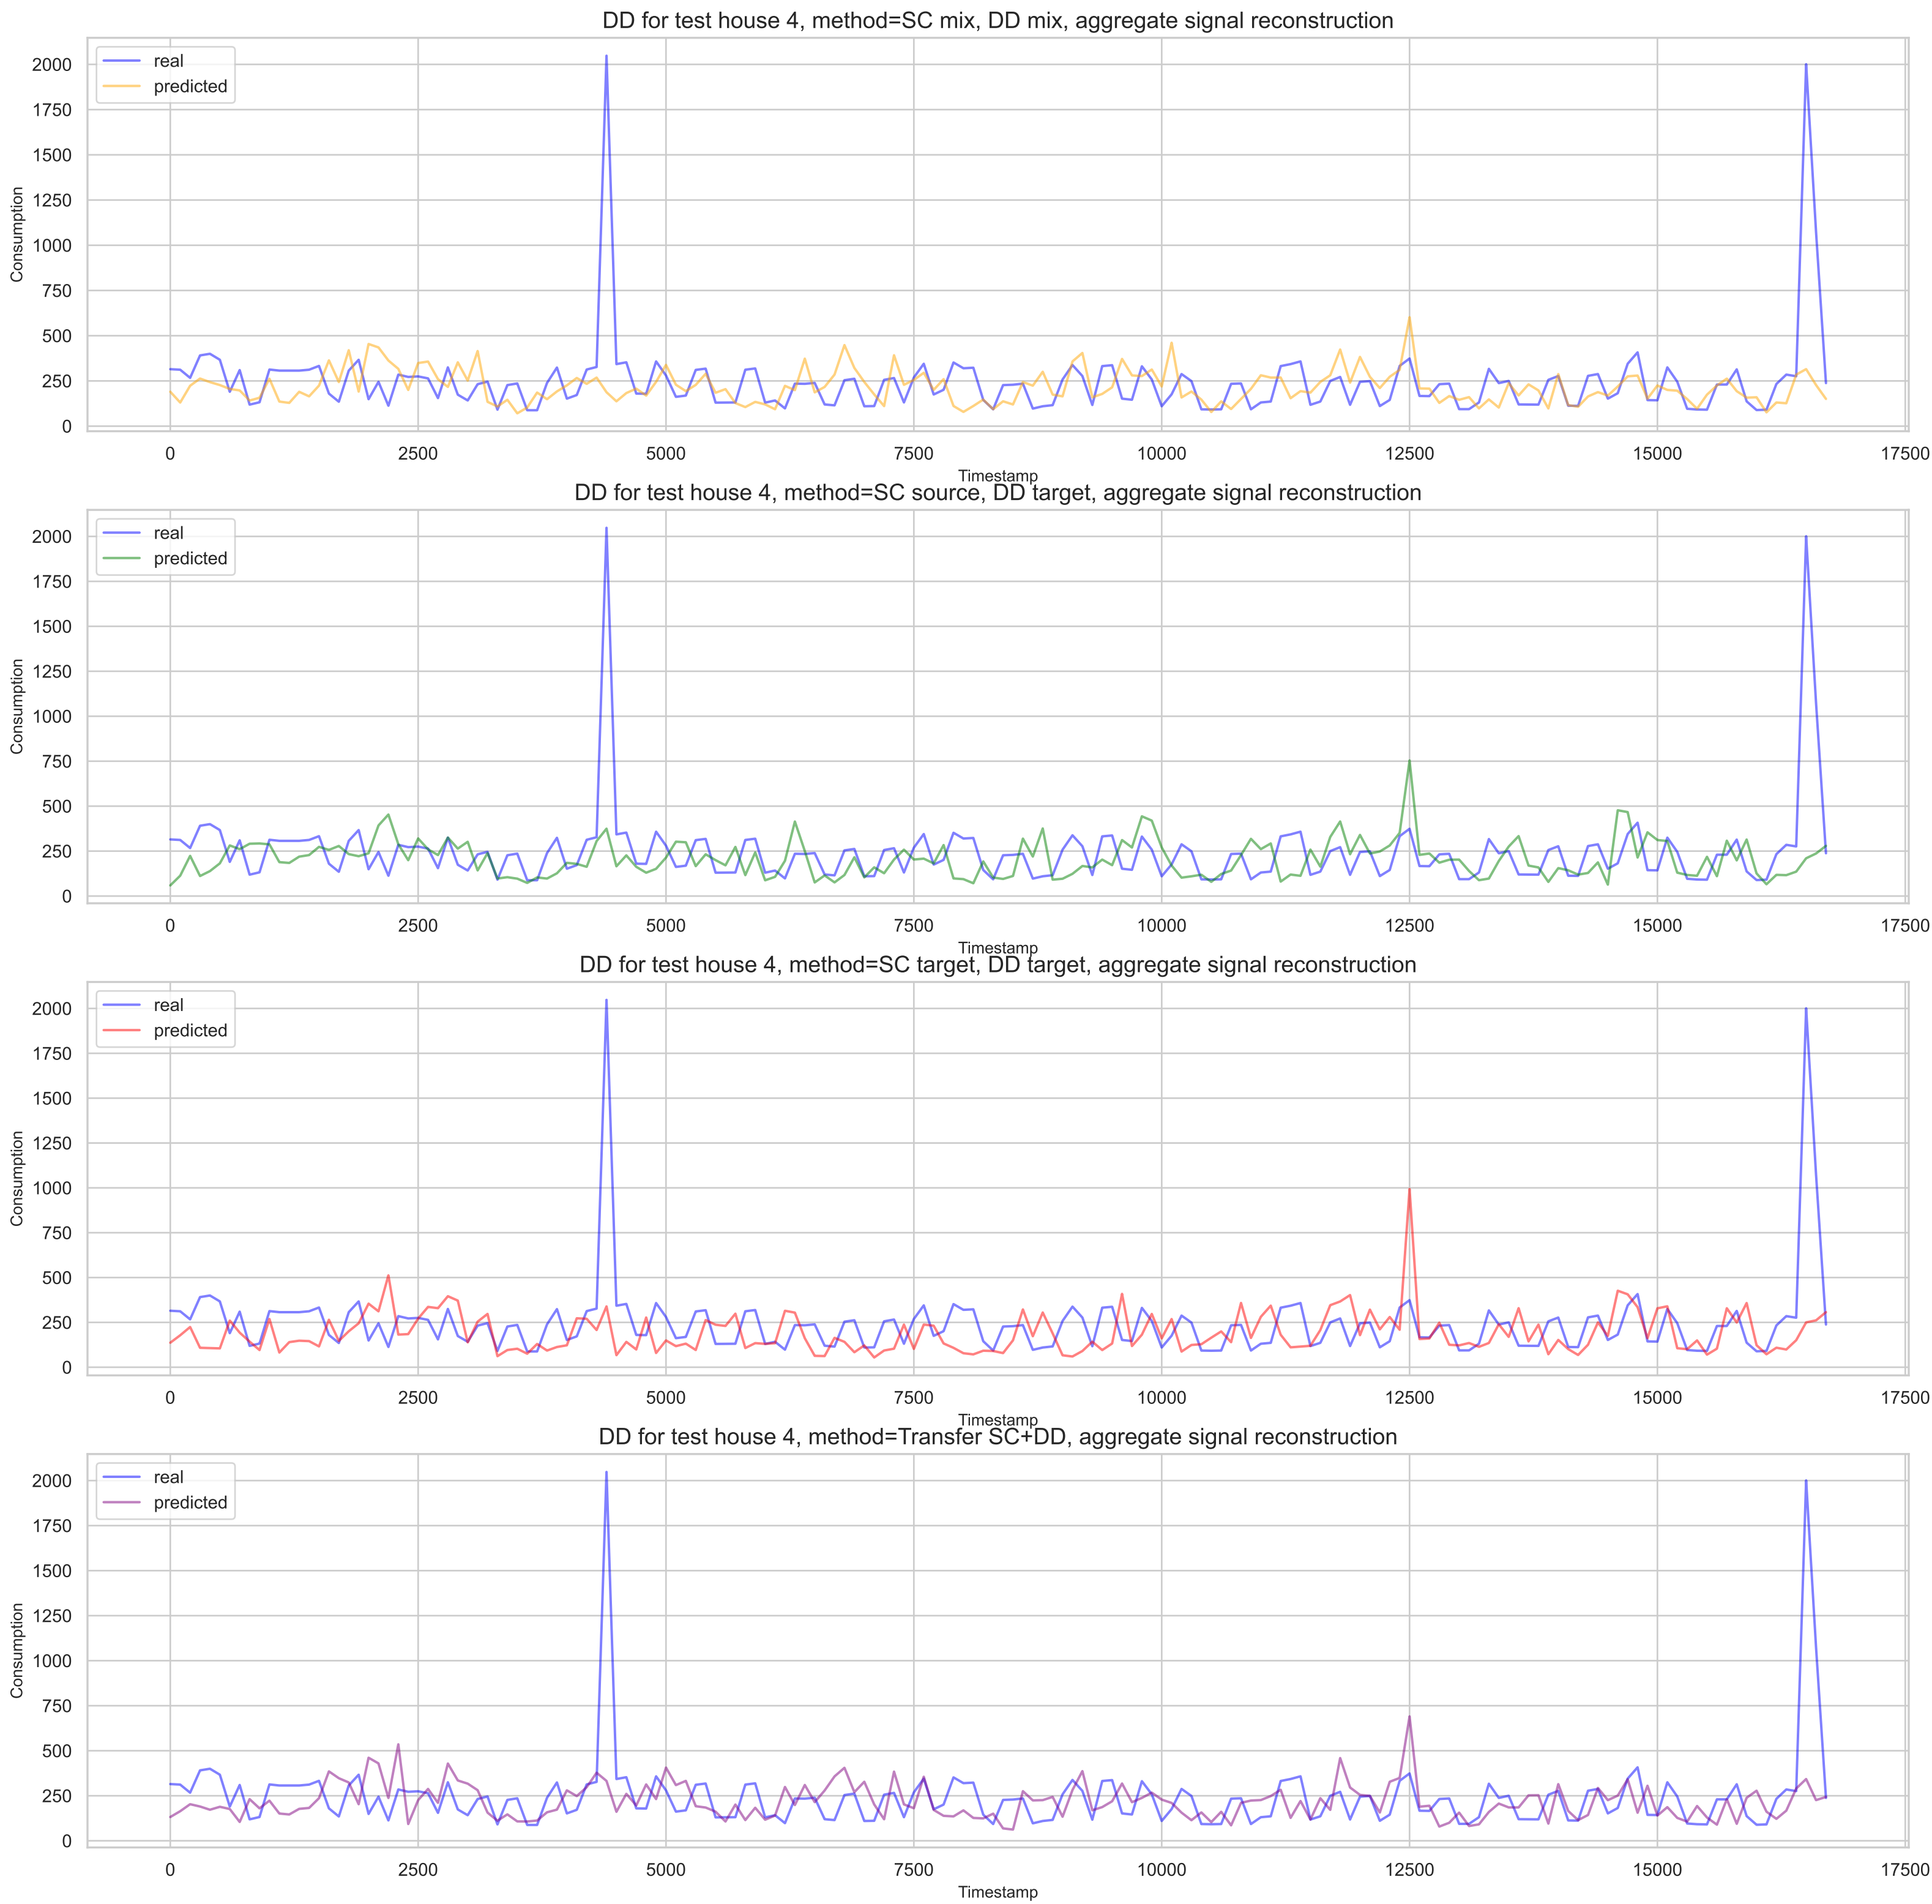 DD for test house 4, method=SC mix, DD mix, aggregate signal reconstruction
real
predicted
2000
1750
1500
1250
1000
750
500
250
0
Consumption
0 2500 5000 7500 10000 12500 15000 17500
Timestamp
DD for test house 4, method=SC source, DD target, aggregate signal reconstruction
real
predicted
2000
1750
1500
1250
1000
750
500
250
0
Consumption
0 2500 5000 7500 10000 12500 15000 17500
Timestamp
DD for test house 4, method=SC target, DD target, aggregate signal reconstruction
real
predicted
2000
1750
1500
1250
1000
750
500
250
0
Consumption
0 2500 5000 7500 10000 12500 15000 17500
Timestamp
DD for test house 4, method=Transfer SC+DD, aggregate signal reconstruction
real
predicted
2000
1750
1500
1250
1000
750
500
250
0
Consumption
0 2500 5000 7500 10000 12500 15000 17500
Timestamp